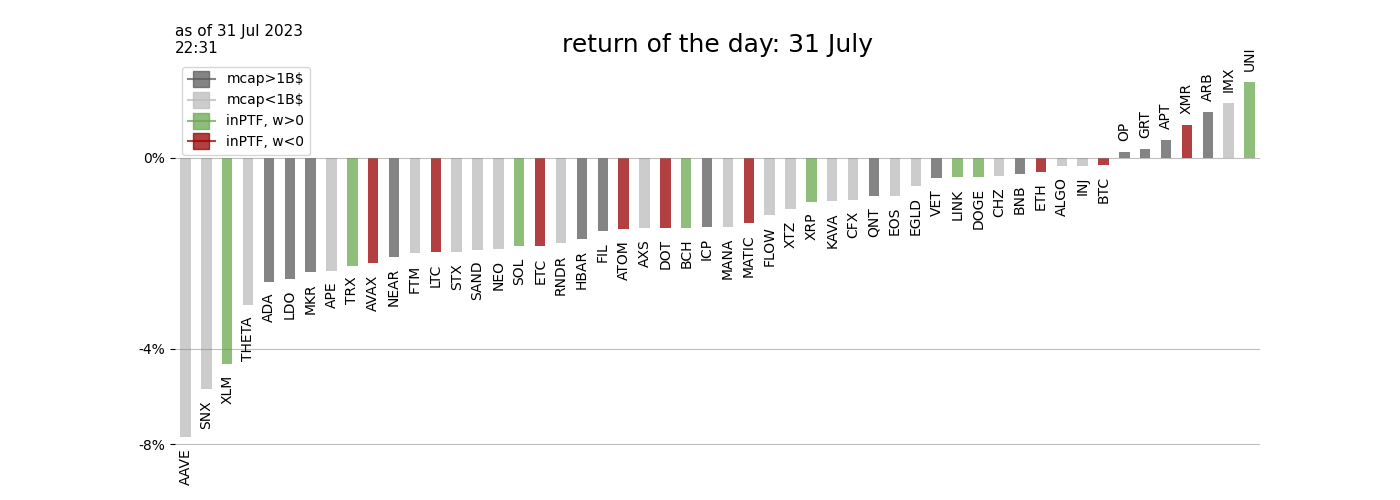 as of 31 Jul 2023
22:31
return of the day: 31 July
mcap>1B$
mcap<1B$
inPTF, w>0
inPTF, w<0
0%
-4%
-8%
AAVE
SNX
XLM
THETA
ADA
LDO
MKR
APE
TRX
AVAX
NEAR
FTM
LTC
STX
SAND
NEO
SOL
ETC
RNDR
HBAR
FIL
ATOM
AXS
DOT
BCH
ICP
MANA
MATIC
FLOW
XTZ
XRP
KAVA
CFX
QNT
EOS
EGLD
VET
LINK
DOGE
CHZ
BNB
ETH
ALGO
INJ
BTC
OP
GRT
APT
XMR
ARB
IMX
UNI